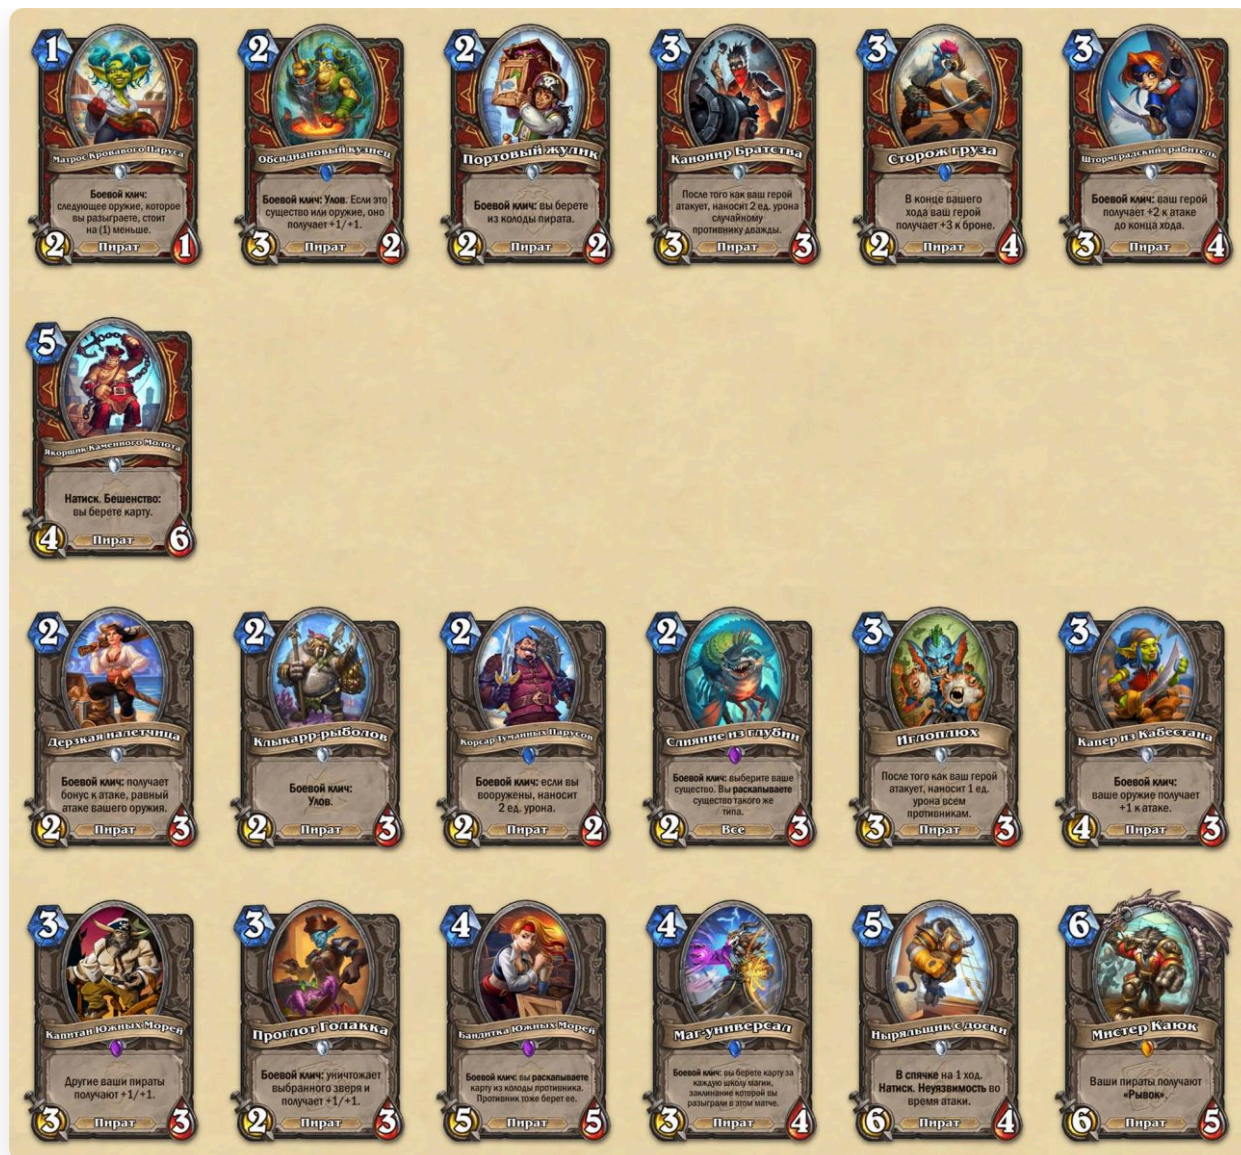 1
Матрос Кровавого Паруса
Боевой клич:
следующее оружие, которое
вы разыграете, стоит
на (1) меньше.
2
Пират
1
2
Обсидиановый кузнец
Боевой клич: Улов. Если это
существо или оружие, оно
получает +1/+1.
3
Пират
2
2
Портовый жулик
Боевой клич: вы берете
из колоды пирата.
3
Пират
2
3
Канонир Братства
После того как ваш герой
атакует, наносит 2 ед. урона
случайному
противнику дважды.
3
Пират
3
3
Сторож груза
В конце вашего
хода ваш герой
получает +3 к броне.
2
Пират
4
3
Штормградский грабитель
Боевой клич: ваш герой
получает +2 к атаке
до конца хода.
3
Пират
4
5
Якорщик Каменного Молота
Натиск. Бешенство:
вы берете карту.
4
Пират
6
2
Дерзкая налетчица
Боевой клич: получает
бонус к атаке, равный
атаке вашего оружия.
2
Пират
3
2
Клыкарр-рыболов
Боевой клич:
Улов.
2
Пират
3
2
Корсар Туманных Парусов
Боевой клич: если вы
вооружены, наносит
2 ед. урона.
2
Пират
2
2
Слияние из глубин
Боевой клич: выберите ваше
существо. Вы раскапываете
существо такого же
типа.
2
Все
3
3
Иглоплюх
После того как ваш герой
атакует, наносит 1 ед.
урона всем
противникам.
3
Пират
3
3
Капер из Кабестана
Боевой клич:
ваше оружие получает
+1 к атаке.
4
Пират
3
3
Капитан Южных Морей
Другие ваши пираты
получают +1/+1.
3
Пират
3
3
Проглот Голакка
Боевой клич: уничтожает
выбранного зверя и
получает +1/+1.
2
Пират
3
4
Бандитка Южных Морей
Боевой клич: вы раскапываете
карту из колоды противника.
Противник тоже берет ее.
5
Пират
5
4
Маг-универсал
Боевой клич: вы берете карту за
каждую школу магии,
заклинание которой вы
разыграли в этом матче.
3
Пират
4
5
Ныряльщик с доски
В спячке на 1 ход.
Натиск. Неуязвимость во
время атаки.
6
Пират
4
6
Мистер Каюк
Ваши пираты получают
«Рывок».
6
Пират
5